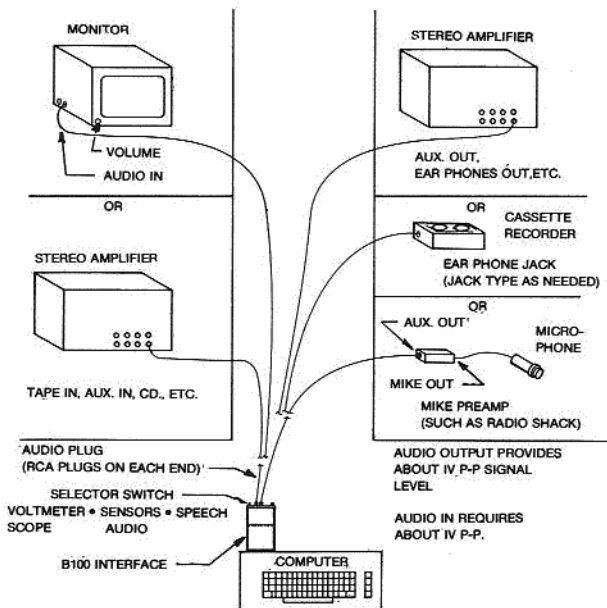 MONITOR
VOLUME
AUDIO IN
OR
STEREO AMPLIFIER
TAPE IN, AUX. IN, CD., ETC.
AUDIO PLUG
(RCA PLUGS ON EACH END)'
SELECTOR SWITCH
VOLTMETER • SENSORS • SPEECH
SCOPE AUDIO
B100 INTERFACE
COMPUTER
STEREO AMPLIFIER
AUX. OUT,
EAR PHONES OUT,ETC.
OR
CASSETTE
RECORDER
EAR PHONE JACK
(JACK TYPE AS NEEDED)
OR
AUX. OUT'
MICRO-
PHONE
MIKE OUT
MIKE PREAMP
(SUCH AS RADIO SHACK)
AUDIO OUTPUT PROVIDES
ABOUT IV P-P SIGNAL
LEVEL
AUDIO IN REQUIRES
ABOUT IV P-P.